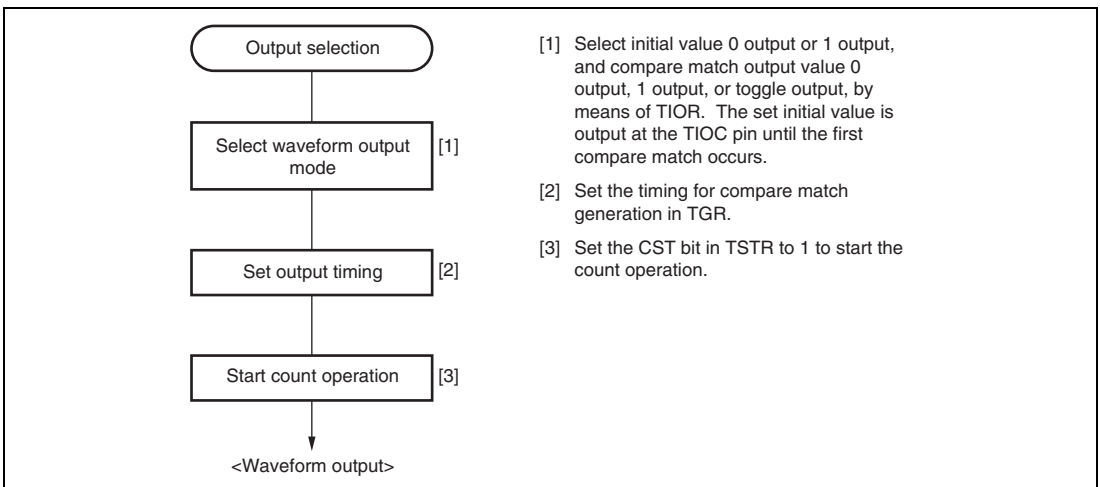 Output selection
Select waveform output
mode
[1]
Set output timing
[2]
Start count operation
[3]
<Waveform output>
[1] Select initial value 0 output or 1 output,
and compare match output value 0
output, 1 output, or toggle output, by
means of TIOR. The set initial value is
output at the TIOC pin until the first
compare match occurs.
[2] Set the timing for compare match
generation in TGR.
[3] Set the CST bit in TSTR to 1 to start the
count operation.